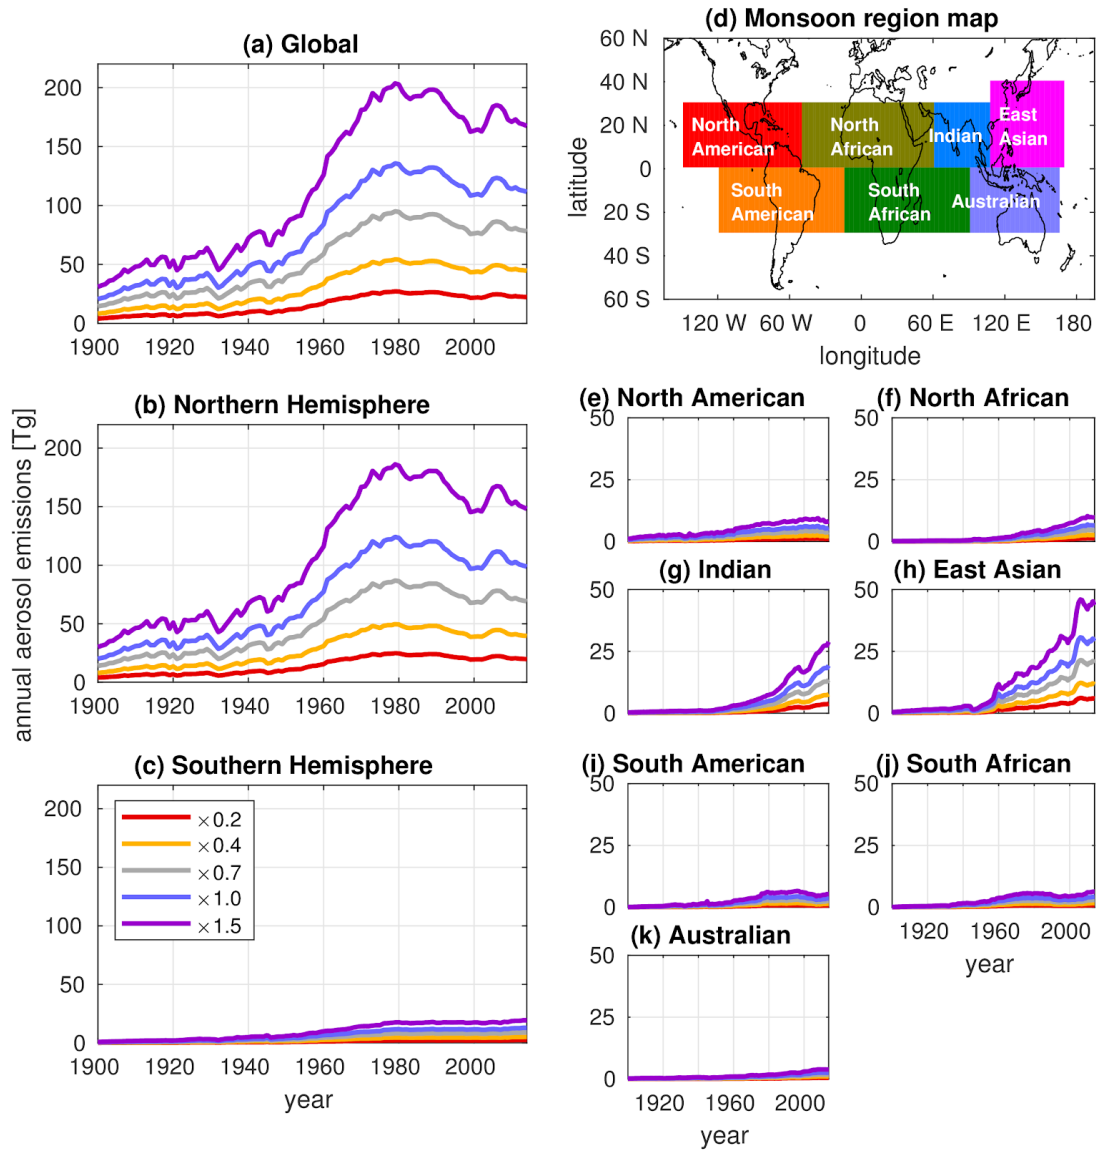 (a) Global
200
150
100
50
0
1900 1920 1940 1960 1980 2000
(b) Northern Hemisphere
200
150
100
50
0
1900 1920 1940 1960 1980 2000
annual aerosol emissions [Tg]
(c) Southern Hemisphere
200
150
100
50
0
×0.2
×0.4
×0.7
×1.0
×1.5
1900 1920 1940 1960 1980 2000
year
(d) Monsoon region map
60 N
40 N
20 N
0
20 S
40 S
60 S
latitude
North
American
North
African
Indian
East
Asian
South
American
South
African
Australian
120 W 60 W 0 60 E 120 E 180
longitude
(e) North American
50
25
0
(f) North African
50
25
0
(g) Indian
50
25
0
(h) East Asian
50
25
0
(i) South American
50
25
0
(j) South African
50
25
0
1920 1960 2000
year
(k) Australian
50
25
0
1920 1960 2000
year